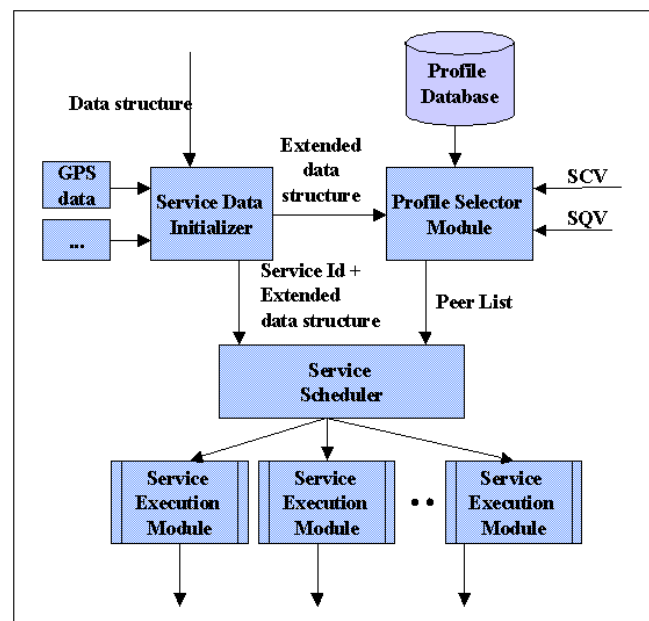 Profile
Database
Data structure
Extended
data
structure
GPS
data
...
Service Data
Initializer
Profile Selector
Module
SCV
SQV
Service Id +
Extended
data structure
Peer List
Service
Scheduler
Service
Execution
Module
Service
Execution
Module
Service
Execution
Module